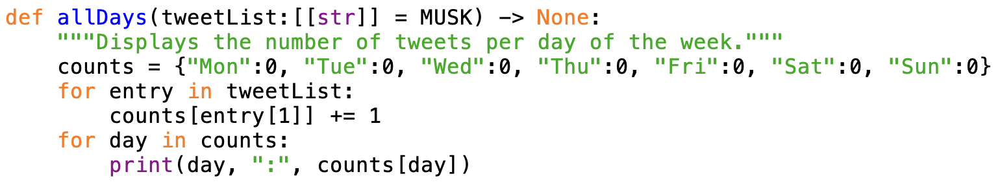 def allDays(tweetList:[[str]] = MUSK) -> None:
    """Displays the number of tweets per day of the week."""
    counts = {"Mon":0, "Tue":0, "Wed":0, "Thu":0, "Fri":0, "Sat":0, "Sun":0}
    for entry in tweetList:
        counts[entry[1]] += 1
    for day in counts:
        print(day, ":", counts[day])